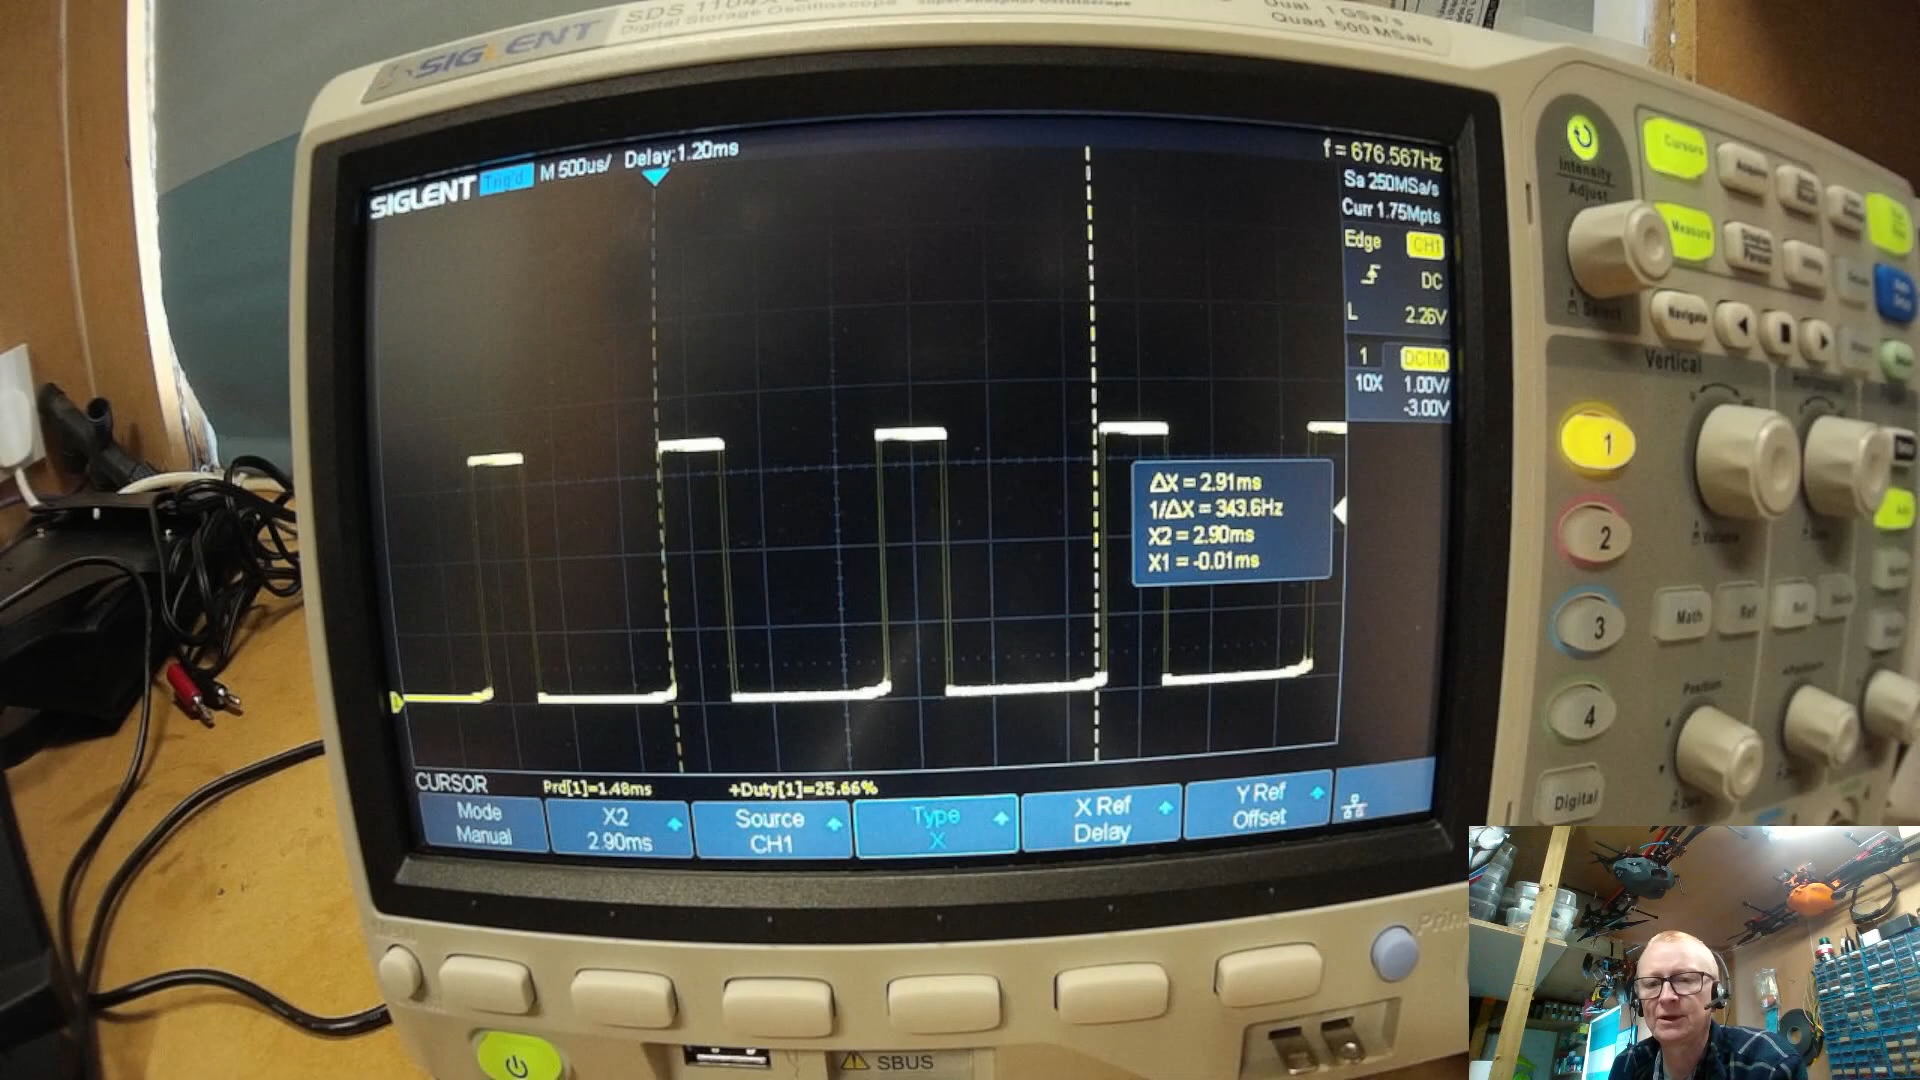 SIGLENT
SDS 1104X
Digital Storage Oscilloscope
Dual 1 GSa/s
Quad 500 MSa/s
SIGLENT Trig'd M 500us/ Delay:1.20ms
f = 676.567Hz
Sa 250MSa/s
Curr 1.75Mpts
Edge CH1
DC
L 2.26V
1 DC1M
10X 1.00V/
-3.00V
ΔX = 2.91ms
1/ΔX = 343.6Hz
X2 = 2.90ms
X1 = -0.01ms
CURSOR Prd[1]=1.48ms +Duty[1]=25.66%
Mode
Manual
X2
2.90ms
Source
CH1
Type
X
X Ref
Delay
Y Ref
Offset
Intensity
Adjust
Select
Cursors
Acquire
Measure
Navigate
Vertical
1
2
3
4
Math
Ref
Position
Digital
Print
SBUS